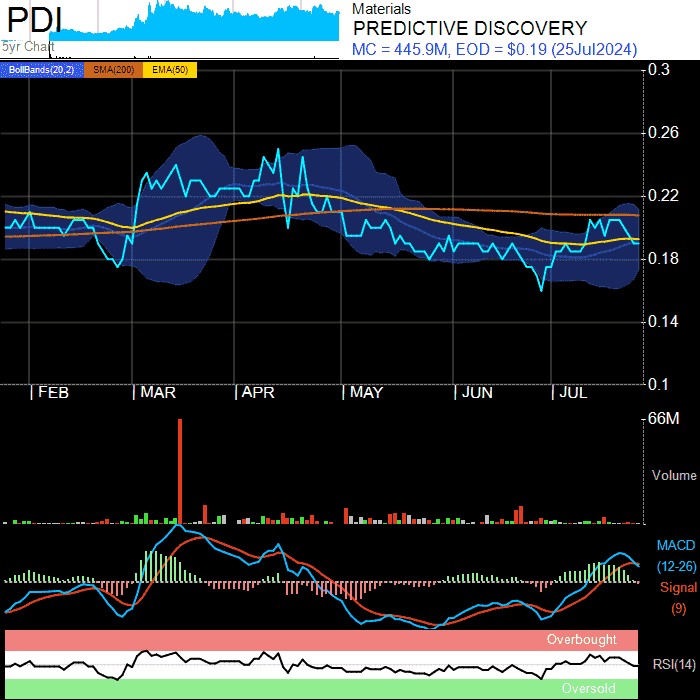 PDI
5yr Chart
Materials
PREDICTIVE DISCOVERY
MC = 445.9M, EOD = $0.19 (25Jul2024)
BollBands(20,2) SMA(200) EMA(50)
0.3
0.26
0.22
0.18
0.14
0.1
FEB MAR APR MAY JUN JUL
66M
Volume
MACD
(12-26)
Signal
(9)
Overbought
RSI(14)
Oversold